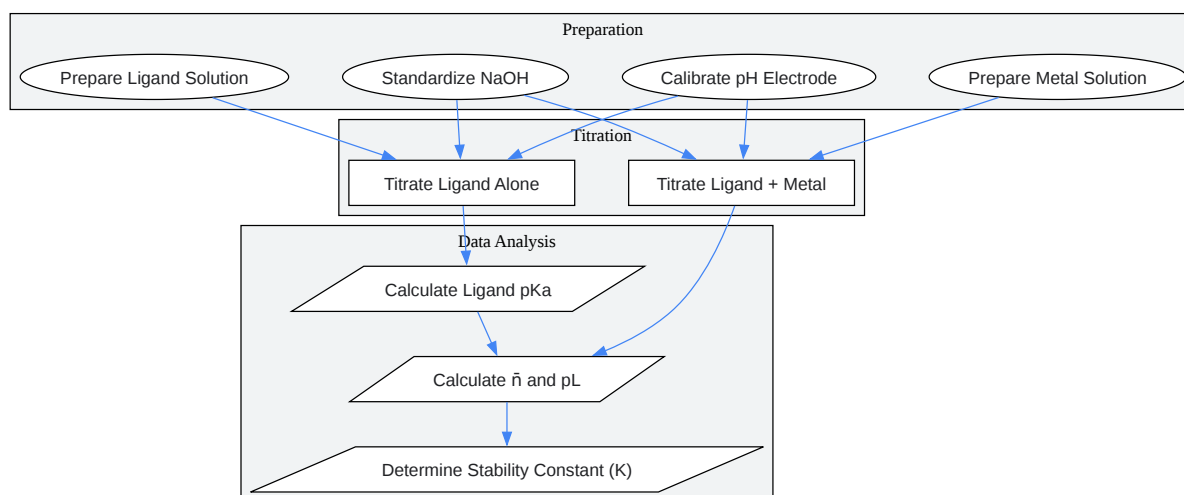 Preparation
Prepare Ligand Solution
Standardize NaOH
Calibrate pH Electrode
Prepare Metal Solution
Titration
Titrate Ligand Alone
Titrate Ligand + Metal
Data Analysis
Calculate Ligand pKa
Calculate n̄ and pL
Determine Stability Constant (K)